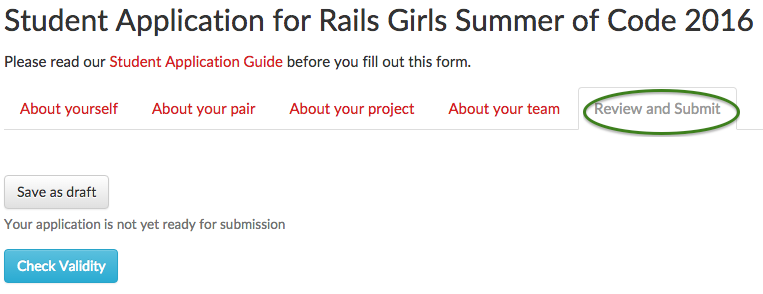 Student Application for Rails Girls Summer of Code 2016
Please read our Student Application Guide before you fill out this form.
About yourself About your pair About your project About your team Review and Submit
Save as draft
Your application is not yet ready for submission
Check Validity